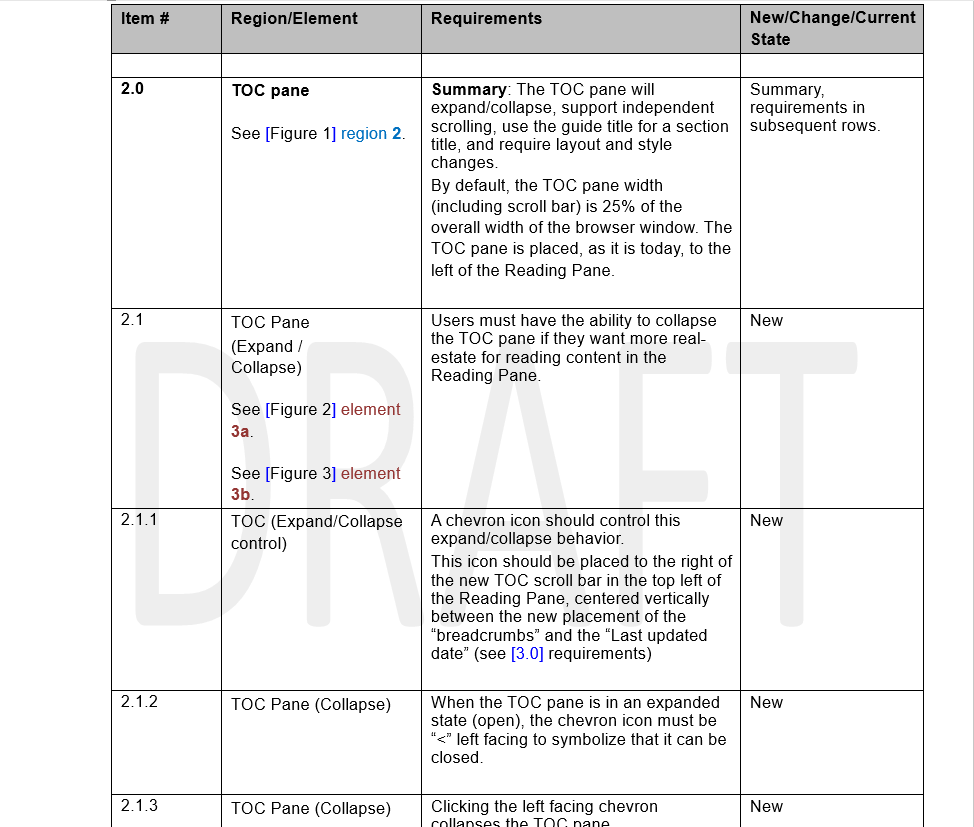 Item #
Region/Element
Requirements
New/Change/Current
State
2.0
TOC pane
See [Figure 1] region 2.
Summary: The TOC pane will
expand/collapse, support independent
scrolling, use the guide title for a section
title, and require layout and style
changes.
By default, the TOC pane width
(including scroll bar) is 25% of the
overall width of the browser window. The
TOC pane is placed, as it is today, to the
left of the Reading Pane.
Summary,
requirements in
subsequent rows.
2.1
TOC Pane
(Expand /
Collapse)
See [Figure 2] element
3a.
See [Figure 3] element
3b.
Users must have the ability to collapse
the TOC pane if they want more real-
estate for reading content in the
Reading Pane.
New
2.1.1
TOC (Expand/Collapse
control)
A chevron icon should control this
expand/collapse behavior.
This icon should be placed to the right of
the new TOC scroll bar in the top left of
the Reading Pane, centered vertically
between the new placement of the
“breadcrumbs” and the “Last updated
date” (see [3.0] requirements)
New
2.1.2
TOC Pane (Collapse)
When the TOC pane is in an expanded
state (open), the chevron icon must be
“<” left facing to symbolize that it can be
closed.
New
2.1.3
TOC Pane (Collapse)
Clicking the left facing chevron
collapses the TOC pane
New
DRAFT